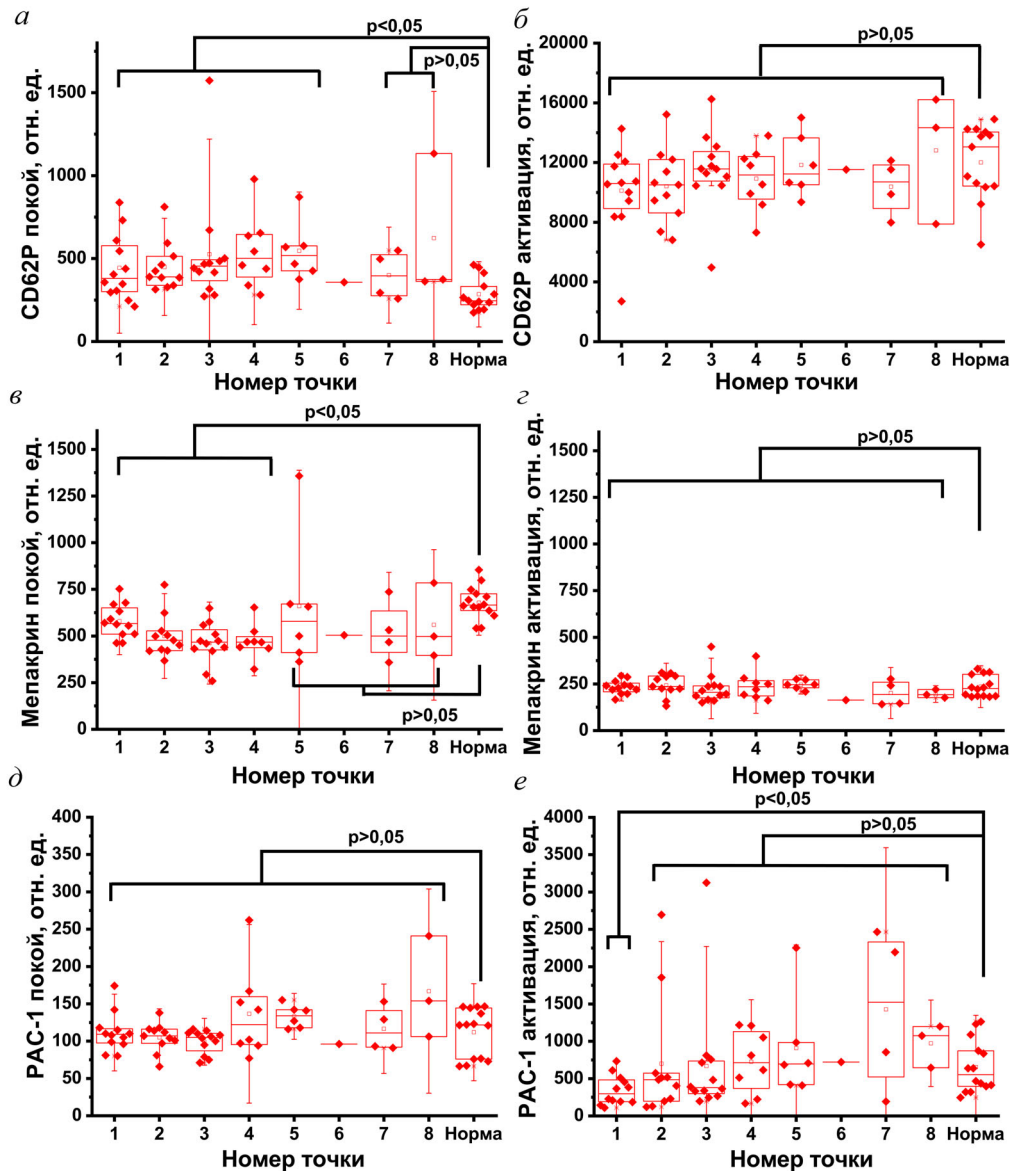 а
p<0,05
p>0,05
CD62P покой, отн. ед.
1500
1000
500
0
1 2 3 4 5 6 7 8 Норма
Номер точки
б
p>0,05
CD62P активация, отн. ед.
20000
16000
12000
8000
4000
0
1 2 3 4 5 6 7 8 Норма
Номер точки
в
p<0,05
p>0,05
Мепакрин покой, отн. ед.
1500
1250
1000
750
500
250
0
1 2 3 4 5 6 7 8 Норма
Номер точки
г
p>0,05
Мепакрин активация, отн. ед.
1500
1250
1000
750
500
250
0
1 2 3 4 5 6 7 8 Норма
Номер точки
д
p>0,05
PAC-1 покой, отн. ед.
400
350
300
250
200
150
100
50
0
1 2 3 4 5 6 7 8 Норма
Номер точки
е
p<0,05
p>0,05
PAC-1 активация, отн. ед.
4000
3500
3000
2500
2000
1500
1000
500
0
1 2 3 4 5 6 7 8 Норма
Номер точки